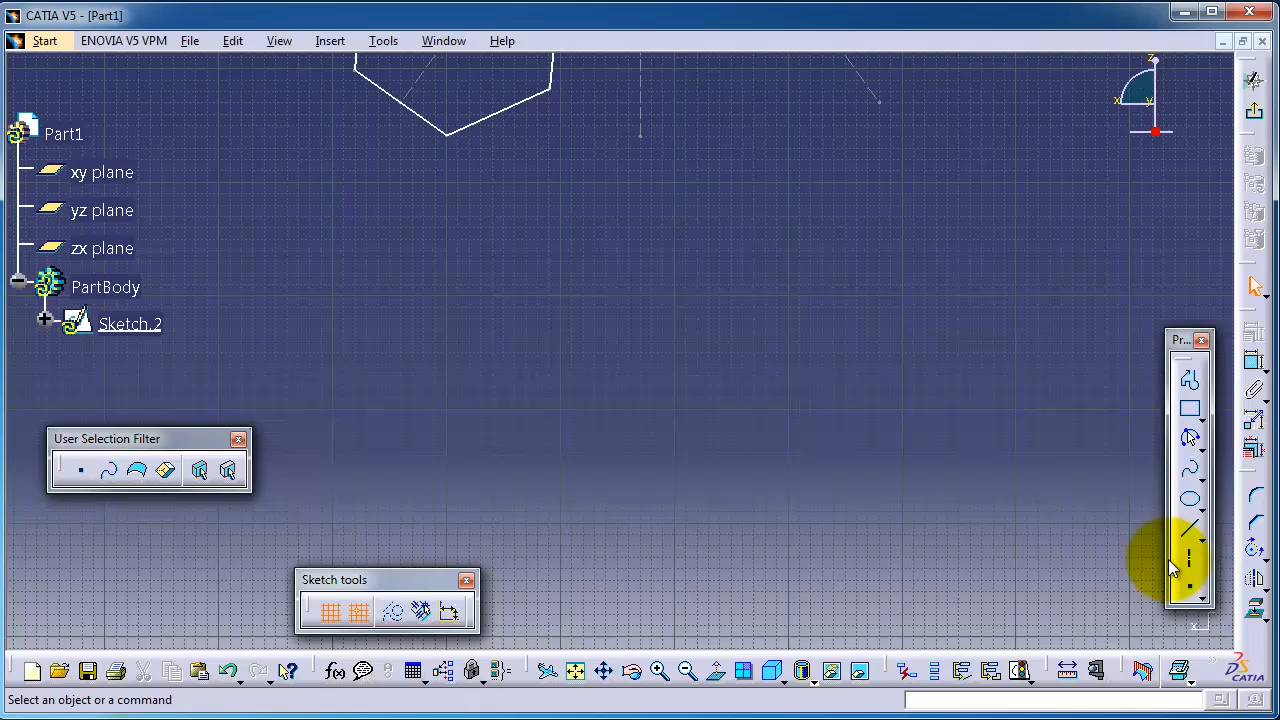 CATIA V5 - [Part1]
Start ENOVIA V5 VPM File Edit View Insert Tools Window Help
z
x y
Part1
xy plane
yz plane
zx plane
PartBody
Sketch.2
Pr...
User Selection Filter
Sketch tools
x
f(x)
CATIA
Select an object or a command